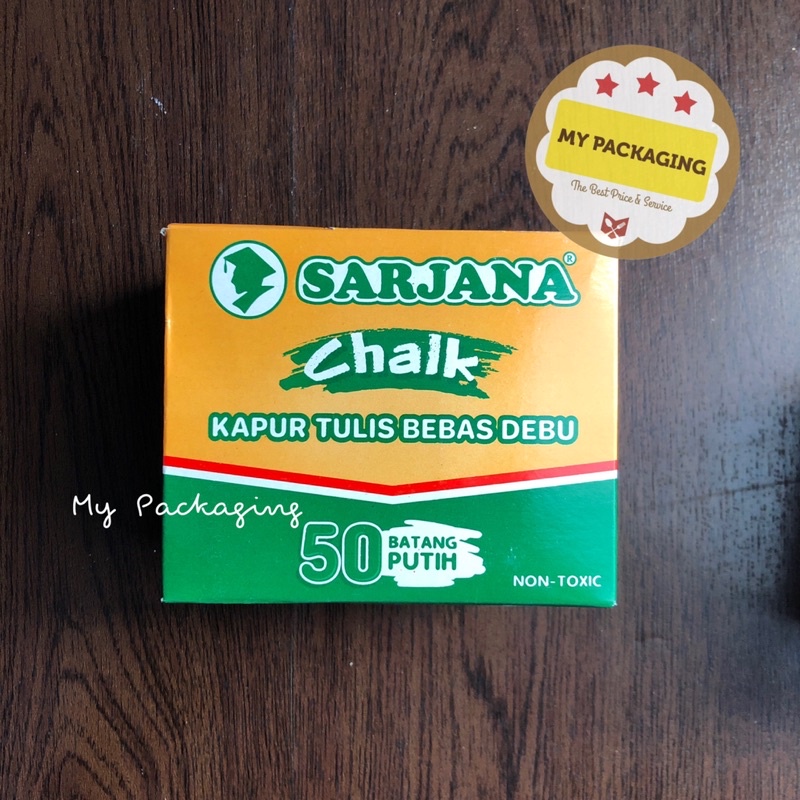 MY PACKAGING
The Best Price & Service
SARJANA®
Chalk
KAPUR TULIS BEBAS DEBU
My Packaging
50 BATANG
PUTIH
NON-TOXIC